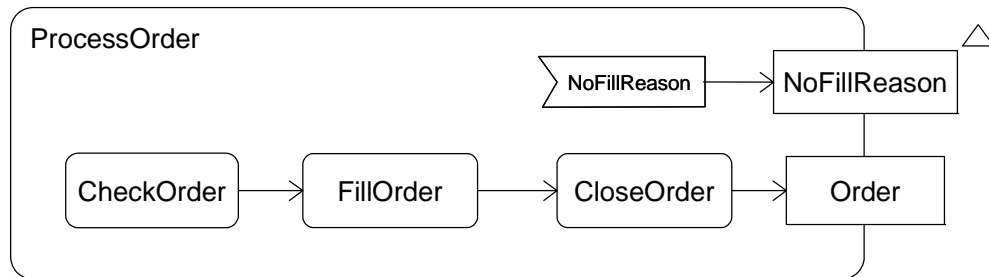 ProcessOrder
NoFillReason
NoFillReason
CheckOrder
FillOrder
CloseOrder
Order